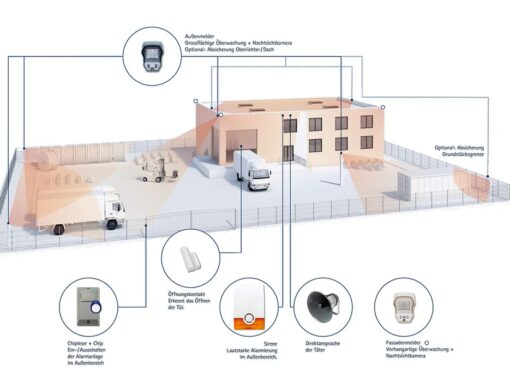 Außenmelder
Grossflächige Überwachung + Nachtsichtkamera
Optional: Absicherung Oberlichter/Dach
Optional: Absicherung
Grundstücksgrenze
Öffnungskontakt
Erkennt das Öffnen
der Tür.
Chipleser + Chip
Ein-/Ausschalten
der Alarmanlage
im Außenbereich
Sirene
Lautstarke Alarmierung
im Außenbereich.
Direktansprache
der Täter
Fassadenmelder
Vorhangartige Überwachung +
Nachtsichtkamera